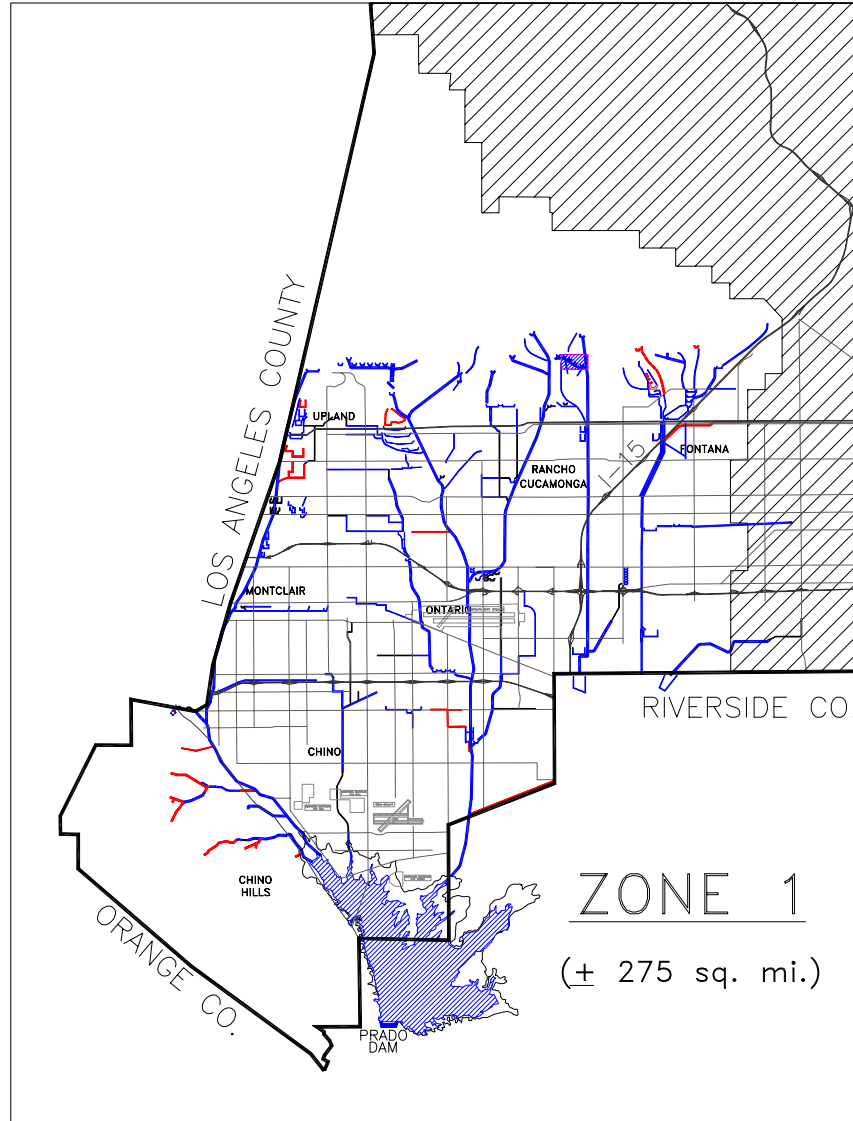 LOS ANGELES COUNTY
UPLAND
I-15
FONTANA
RANCHO
CUCAMONGA
MONTCLAIR
ONTARIO
RIVERSIDE CO
CHINO
CHINO
HILLS
ORANGE CO.
ZONE 1
(± 275 sq. mi.)
PRADO
DAM